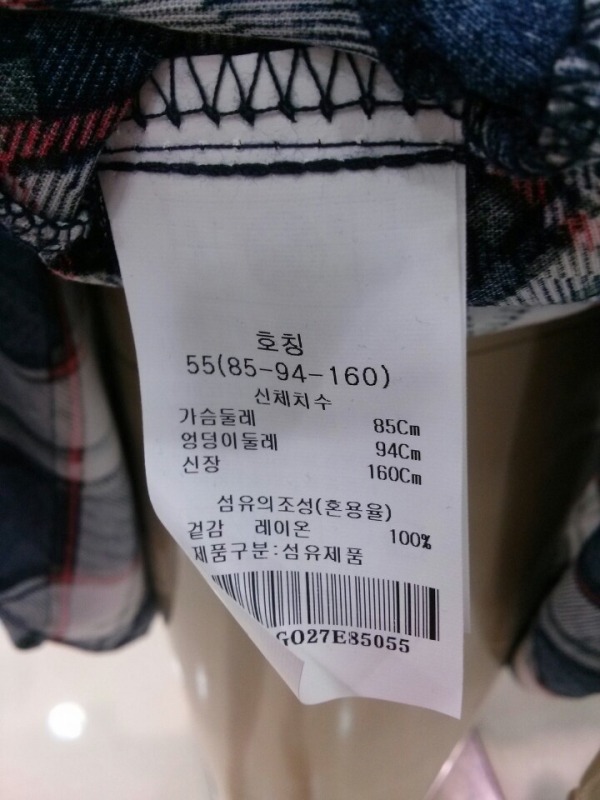 호칭
55(85-94-160)
신체치수
가슴둘레 85Cm
엉덩이둘레 94Cm
신장 160Cm
섬유의조성(혼용율)
겉감 레이온 100%
제품구분:섬유제품
GO27E85055